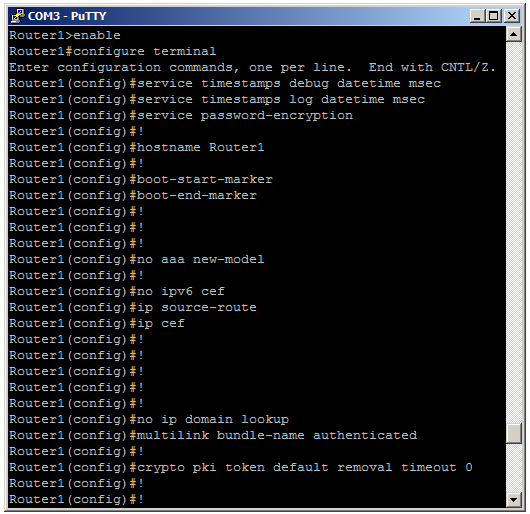 COM3 - PuTTY
Router1>enable
Router1#configure terminal
Enter configuration commands, one per line.  End with CNTL/Z.
Router1(config)#service timestamps debug datetime msec
Router1(config)#service timestamps log datetime msec
Router1(config)#service password-encryption
Router1(config)#!
Router1(config)#hostname Router1
Router1(config)#!
Router1(config)#boot-start-marker
Router1(config)#boot-end-marker
Router1(config)#!
Router1(config)#!
Router1(config)#!
Router1(config)#no aaa new-model
Router1(config)#!
Router1(config)#no ipv6 cef
Router1(config)#ip source-route
Router1(config)#ip cef
Router1(config)#!
Router1(config)#!
Router1(config)#!
Router1(config)#!
Router1(config)#!
Router1(config)#no ip domain lookup
Router1(config)#multilink bundle-name authenticated
Router1(config)#!
Router1(config)#crypto pki token default removal timeout 0
Router1(config)#!
Router1(config)#!